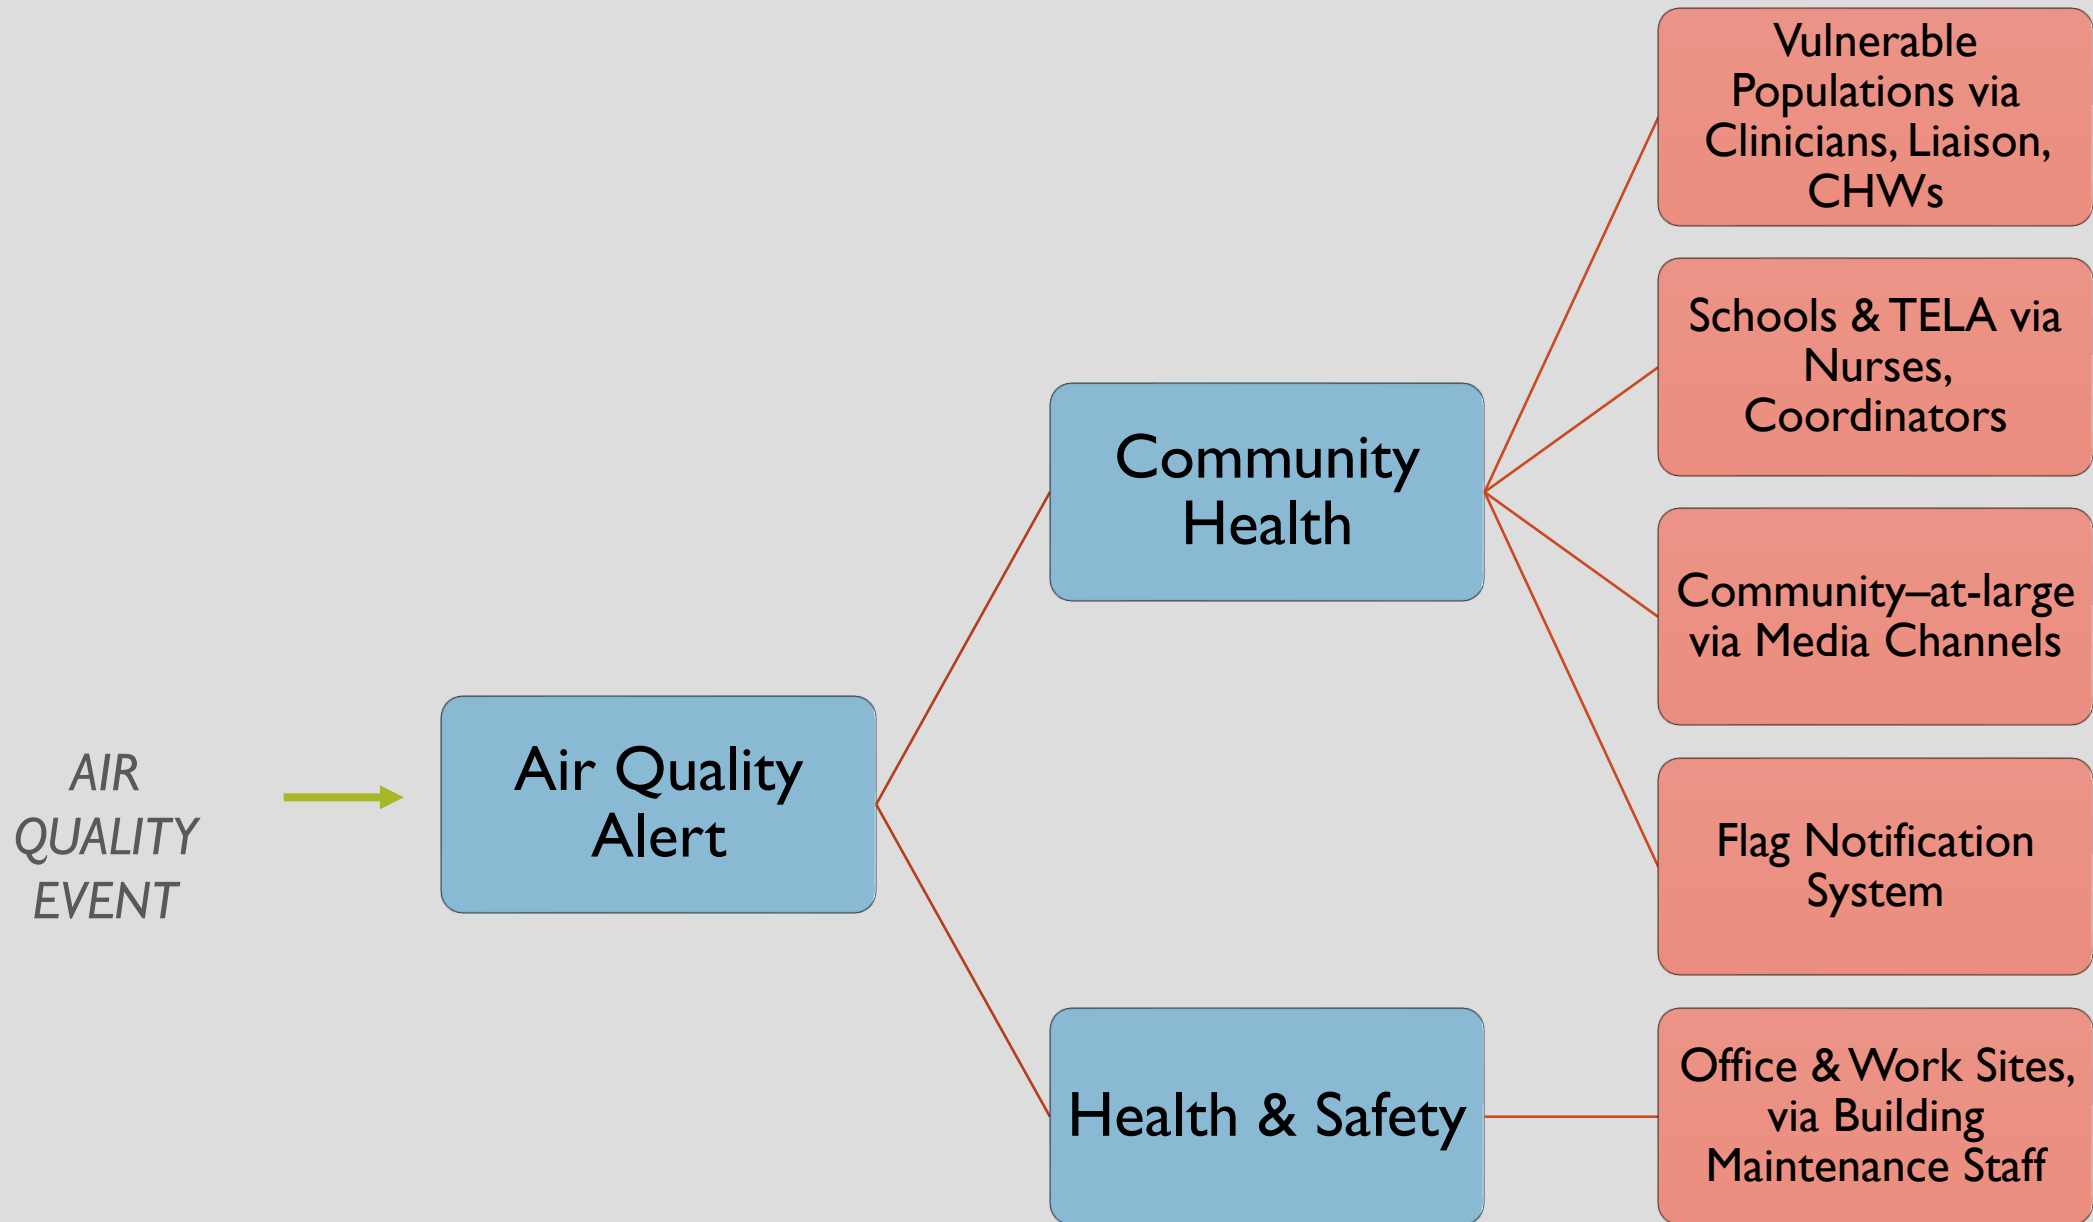 AIR
QUALITY
EVENT
Air Quality
Alert
Community
Health
Health & Safety
Vulnerable
Populations via
Clinicians, Liaison,
CHWs
Schools & TELA via
Nurses,
Coordinators
Community–at-large
via Media Channels
Flag Notification
System
Office & Work Sites,
via Building
Maintenance Staff